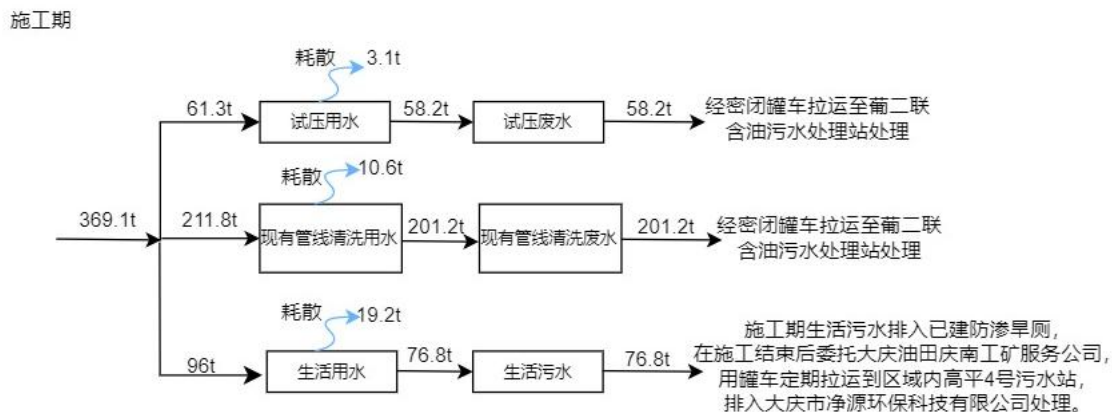 施工期
耗散
3.1t
61.3t
试压用水
58.2t
试压废水
58.2t
经密闭罐车拉运至葡二联
含油污水处理站处理
耗散
10.6t
369.1t
211.8t
现有管线清洗用水
201.2t
现有管线清洗废水
201.2t
经密闭罐车拉运至葡二联
含油污水处理站处理
耗散
19.2t
96t
生活用水
76.8t
生活污水
76.8t
施工期生活污水排入已建防渗旱厕，
在施工结束后委托大庆油田庆南工矿服务公司，
用罐车定期拉运到区域内高平4号污水站，
排入大庆市净源环保科技有限公司处理。